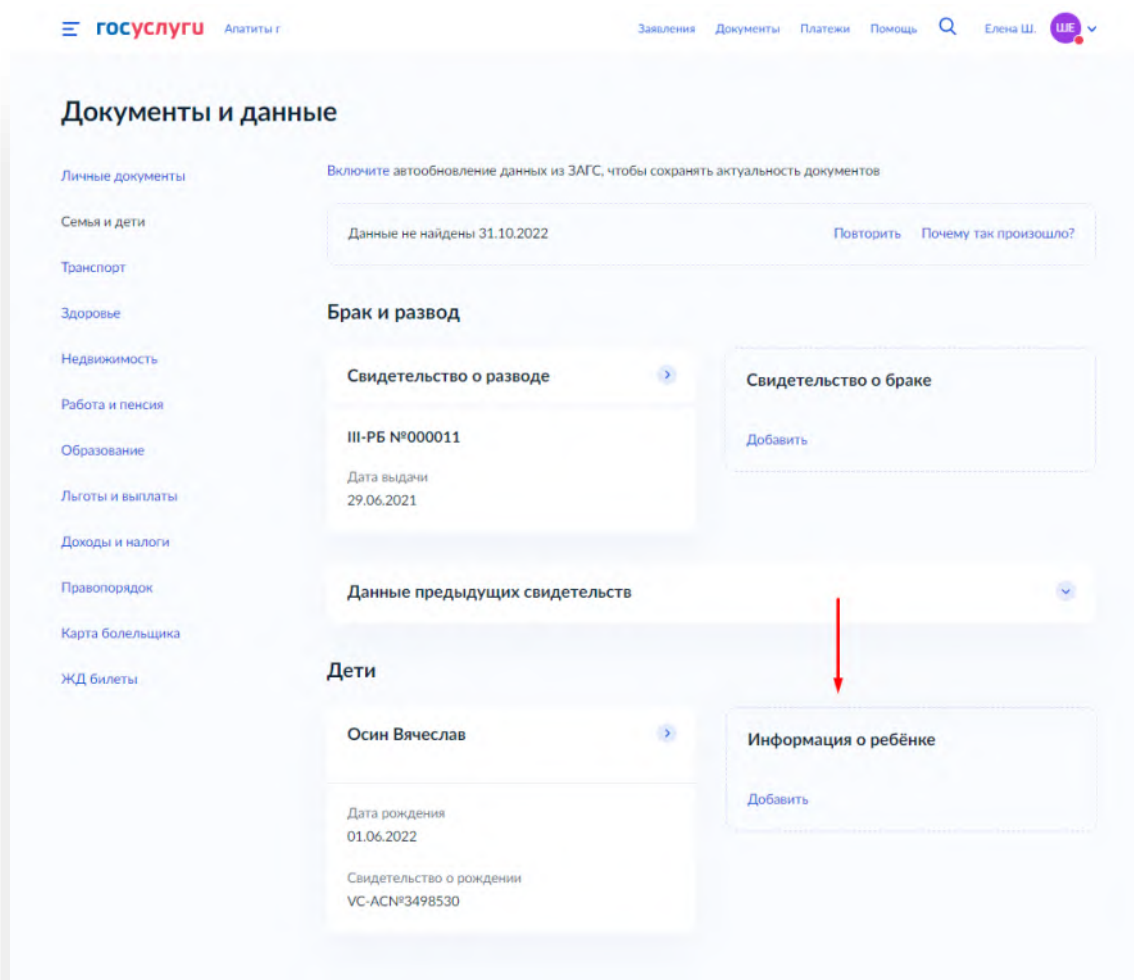 госуслуги Апатиты г Заявления Документы Платежи Помощь Елена Ш. ШЕ
Документы и данные
Личные документы
Семья и дети
Транспорт
Здоровье
Недвижимость
Работа и пенсия
Образование
Льготы и выплаты
Доходы и налоги
Правопорядок
Карта болельщика
ЖД билеты
Включите автообновление данных из ЗАГС, чтобы сохранять актуальность документов
Данные не найдены 31.10.2022 Повторить Почему так произошло?
Брак и развод
Свидетельство о разводе
III-РБ №000011
Дата выдачи
29.06.2021
Свидетельство о браке
Добавить
Данные предыдущих свидетельств
Дети
Осин Вячеслав
Дата рождения
01.06.2022
Свидетельство о рождении
VC-АС№3498530
Информация о ребёнке
Добавить